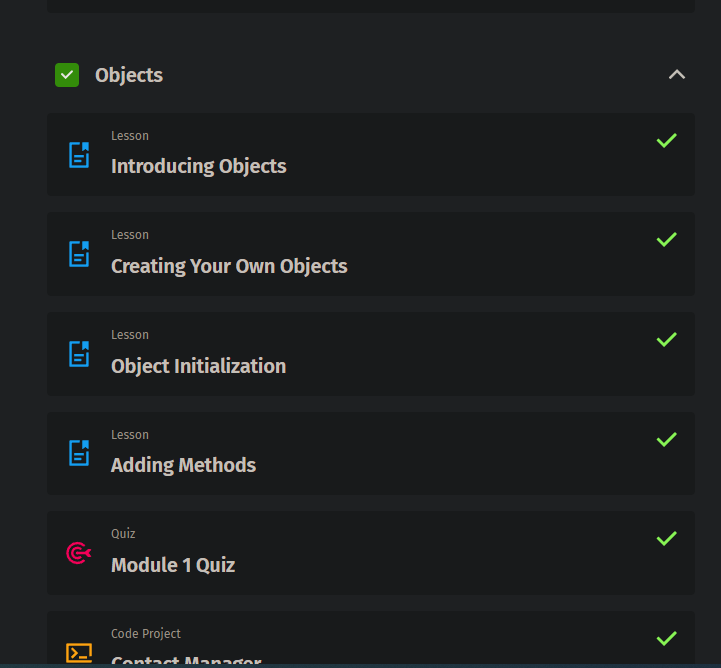 Objects
Lesson
Introducing Objects
Lesson
Creating Your Own Objects
Lesson
Object Initialization
Lesson
Adding Methods
Quiz
Module 1 Quiz
Code Project
Contact Manager